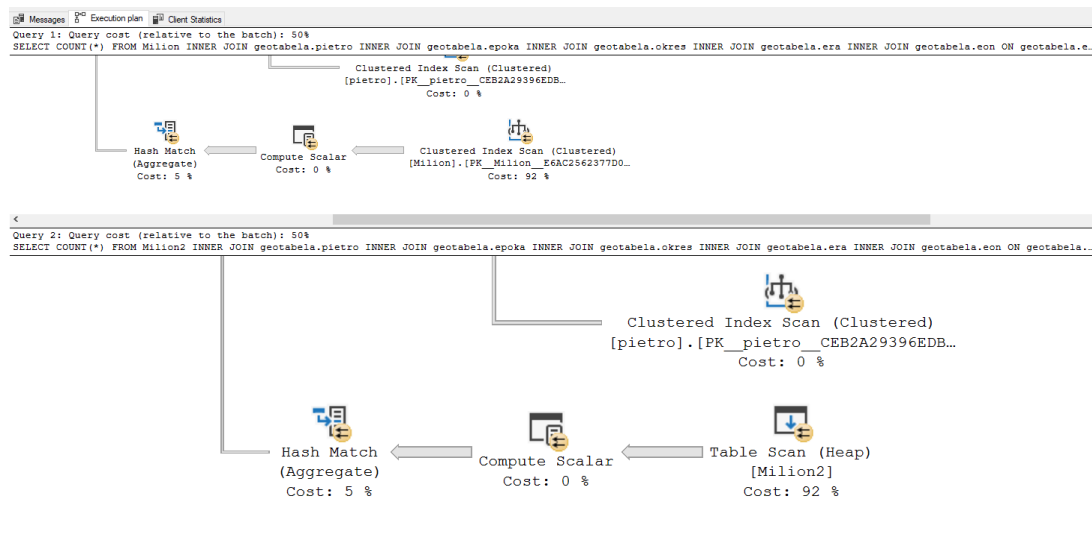 Messages Execution plan Client Statistics
Query 1: Query cost (relative to the batch): 50%
SELECT COUNT(*) FROM Milion INNER JOIN geotabela.pietro INNER JOIN geotabela.epoka INNER JOIN geotabela.okres INNER JOIN geotabela.era INNER JOIN geotabela.eon ON geotabela.e…
Clustered Index Scan (Clustered)
[pietro].[PK__pietro__CEB2A29396EDB…
Cost: 0 %
Hash Match
(Aggregate)
Cost: 5 %
Compute Scalar
Cost: 0 %
Clustered Index Scan (Clustered)
[Milion].[PK__Milion__E6AC2562377D0…
Cost: 92 %
Query 2: Query cost (relative to the batch): 50%
SELECT COUNT(*) FROM Milion2 INNER JOIN geotabela.pietro INNER JOIN geotabela.epoka INNER JOIN geotabela.okres INNER JOIN geotabela.era INNER JOIN geotabela.eon ON geotabela.…
Clustered Index Scan (Clustered)
[pietro].[PK__pietro__CEB2A29396EDB…
Cost: 0 %
Hash Match
(Aggregate)
Cost: 5 %
Compute Scalar
Cost: 0 %
Table Scan (Heap)
[Milion2]
Cost: 92 %